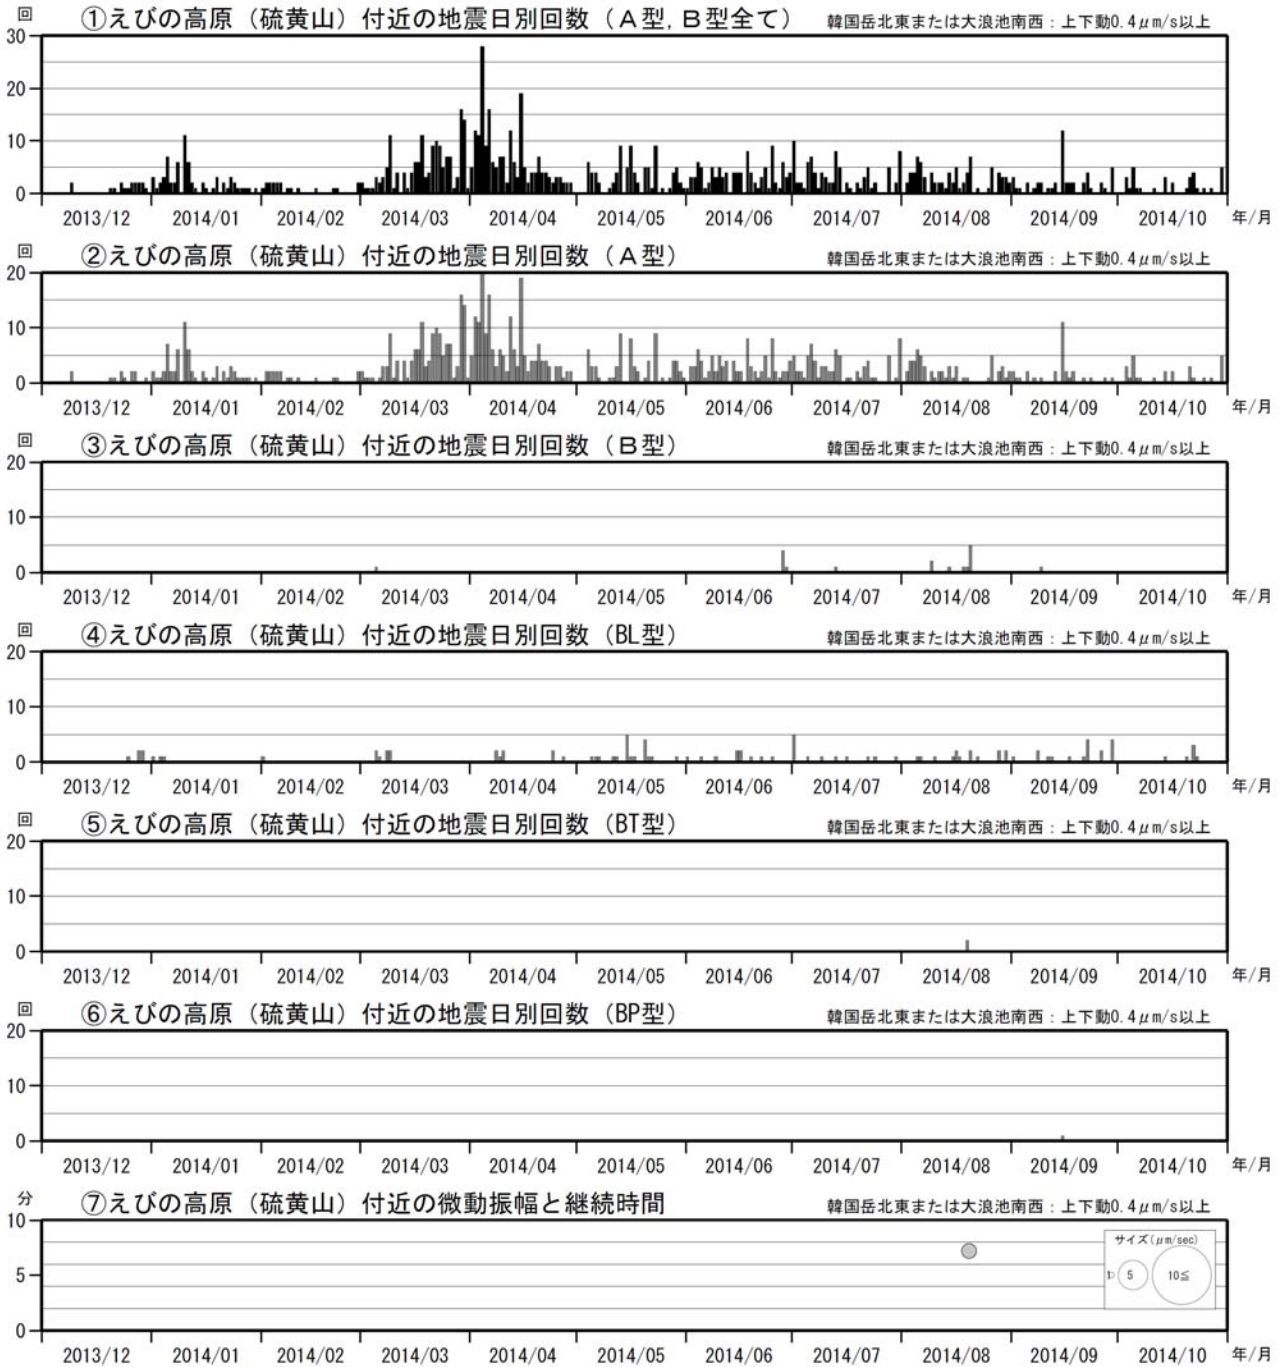 回 ①えびの高原（硫黄山）付近の地震日別回数（Ａ型，Ｂ型全て） 韓国岳北東または大浪池南西：上下動0.4μm/s以上
30
20
10
0
2013/12 2014/01 2014/02 2014/03 2014/04 2014/05 2014/06 2014/07 2014/08 2014/09 2014/10 年/月
回 ②えびの高原（硫黄山）付近の地震日別回数（Ａ型） 韓国岳北東または大浪池南西：上下動0.4μm/s以上
20
10
0
2013/12 2014/01 2014/02 2014/03 2014/04 2014/05 2014/06 2014/07 2014/08 2014/09 2014/10 年/月
回 ③えびの高原（硫黄山）付近の地震日別回数（Ｂ型） 韓国岳北東または大浪池南西：上下動0.4μm/s以上
20
10
0
2013/12 2014/01 2014/02 2014/03 2014/04 2014/05 2014/06 2014/07 2014/08 2014/09 2014/10 年/月
回 ④えびの高原（硫黄山）付近の地震日別回数（BL型） 韓国岳北東または大浪池南西：上下動0.4μm/s以上
20
10
0
2013/12 2014/01 2014/02 2014/03 2014/04 2014/05 2014/06 2014/07 2014/08 2014/09 2014/10 年/月
回 ⑤えびの高原（硫黄山）付近の地震日別回数（BT型） 韓国岳北東または大浪池南西：上下動0.4μm/s以上
20
10
0
2013/12 2014/01 2014/02 2014/03 2014/04 2014/05 2014/06 2014/07 2014/08 2014/09 2014/10 年/月
回 ⑥えびの高原（硫黄山）付近の地震日別回数（BP型） 韓国岳北東または大浪池南西：上下動0.4μm/s以上
20
10
0
2013/12 2014/01 2014/02 2014/03 2014/04 2014/05 2014/06 2014/07 2014/08 2014/09 2014/10 年/月
分 ⑦えびの高原（硫黄山）付近の微動振幅と継続時間 韓国岳北東または大浪池南西：上下動0.4μm/s以上
10
サイズ(μm/sec)
5 5 10≦
0
2013/12 2014/01 2014/02 2014/03 2014/04 2014/05 2014/06 2014/07 2014/08 2014/09 2014/10 年/月